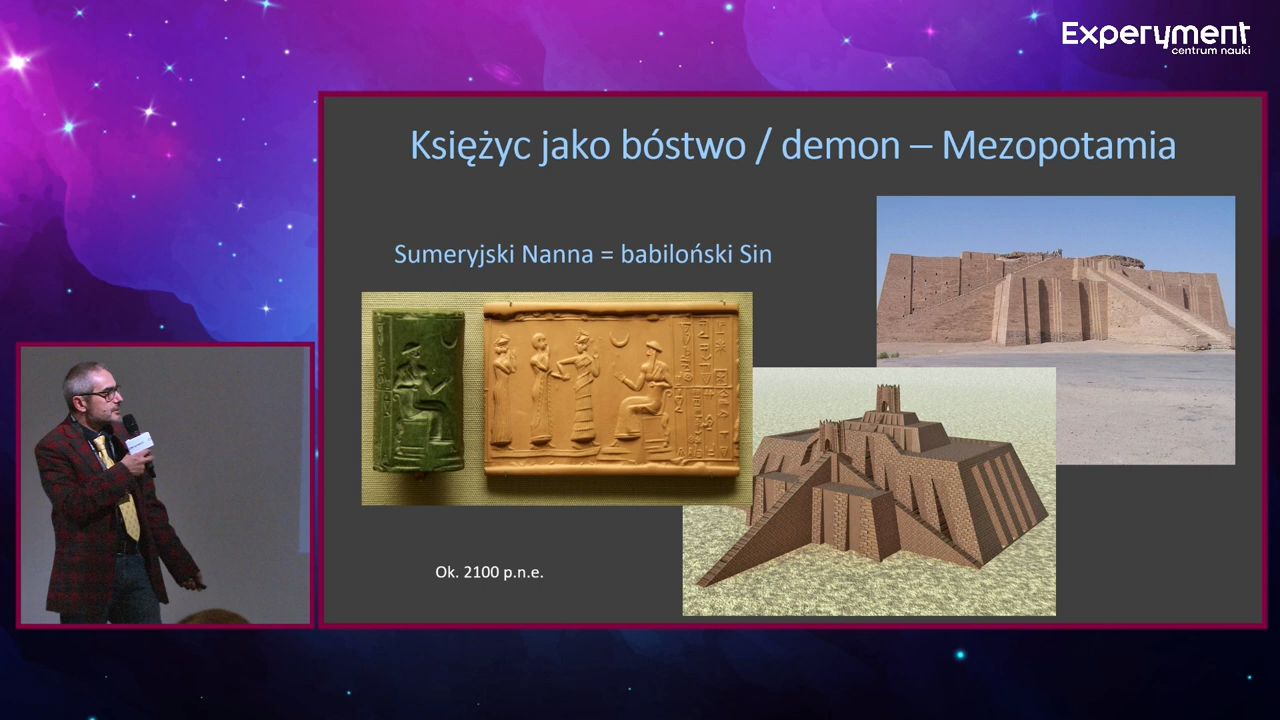 Experyment
centrum nauki
Księżyc jako bóstwo / demon – Mezopotamia
Sumeryjski Nanna = babiloński Sin
Ok. 2100 p.n.e.